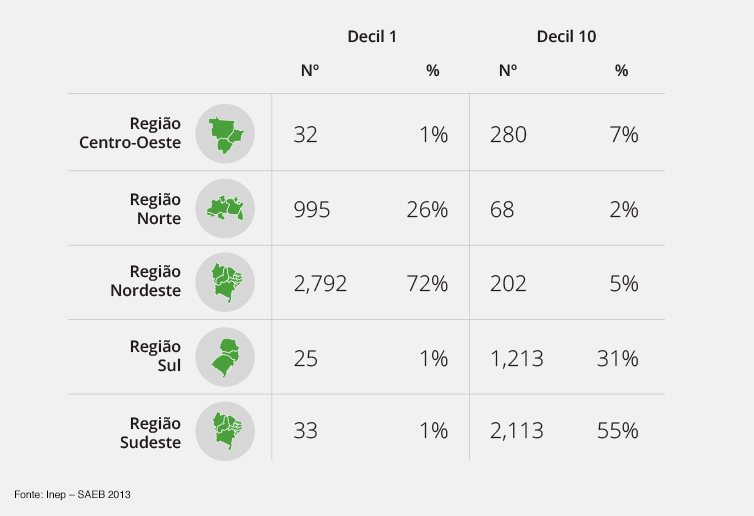 Decil 1 Decil 10
Nº % Nº %
Região
Centro-Oeste
32 1% 280 7%
Região
Norte
995 26% 68 2%
Região
Nordeste
2,792 72% 202 5%
Região
Sul
25 1% 1,213 31%
Região
Sudeste
33 1% 2,113 55%
Fonte: Inep – SAEB 2013